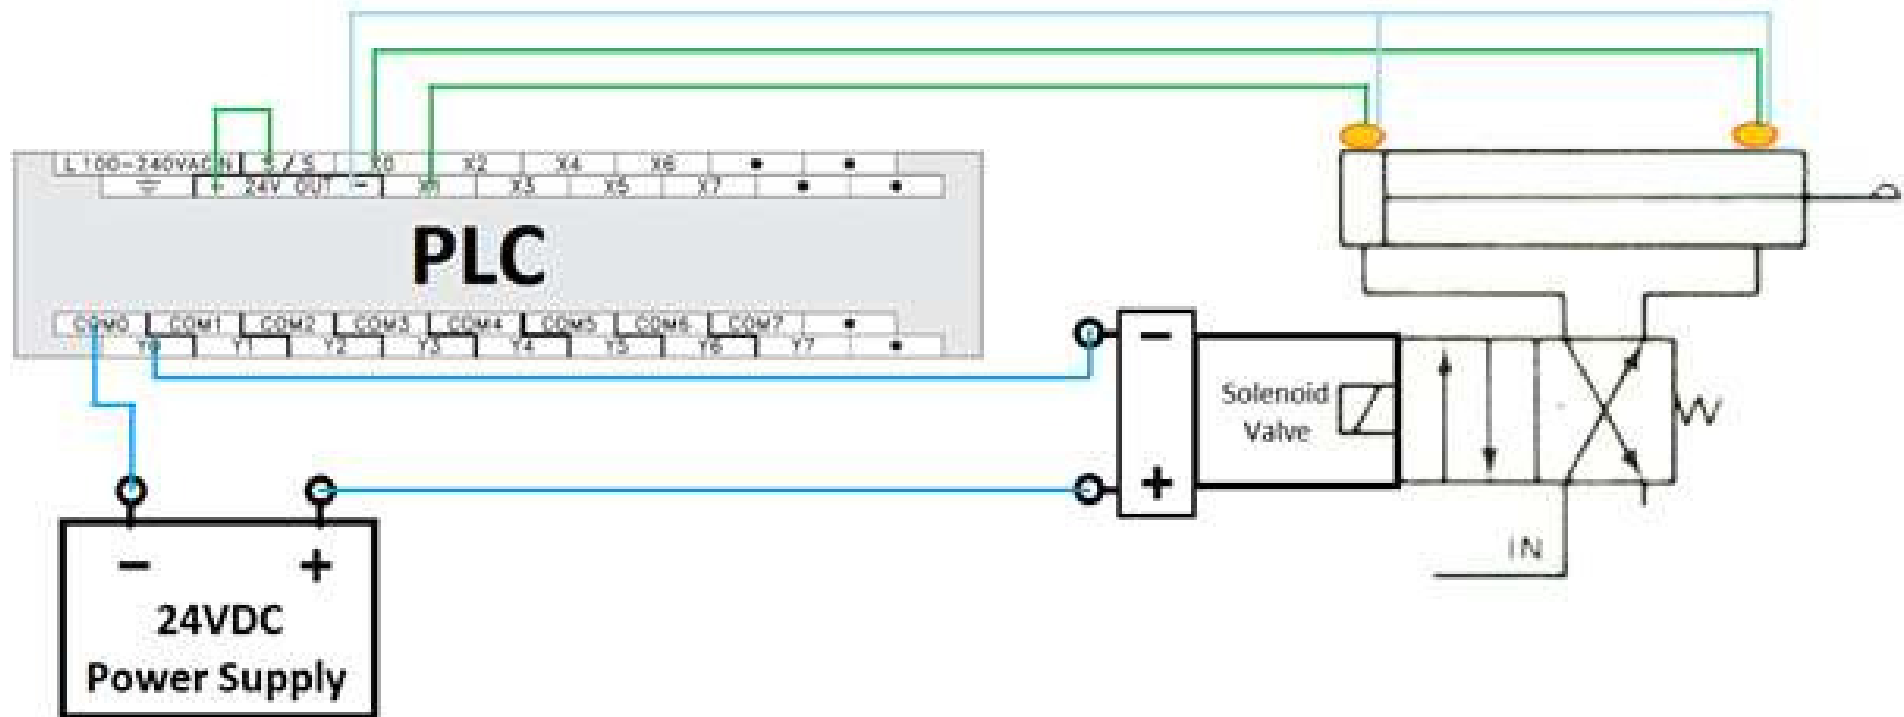 L 100-240VAC N S/S X0 X2 X4 X6
+ 24V OUT - X1 X3 X5 X7
PLC
COM0 COM1 COM2 COM3 COM4 COM5 COM6 COM7
Y0 Y1 Y2 Y3 Y4 Y5 Y6 Y7
−
+
Solenoid
Valve
IN
− +
24VDC
Power Supply